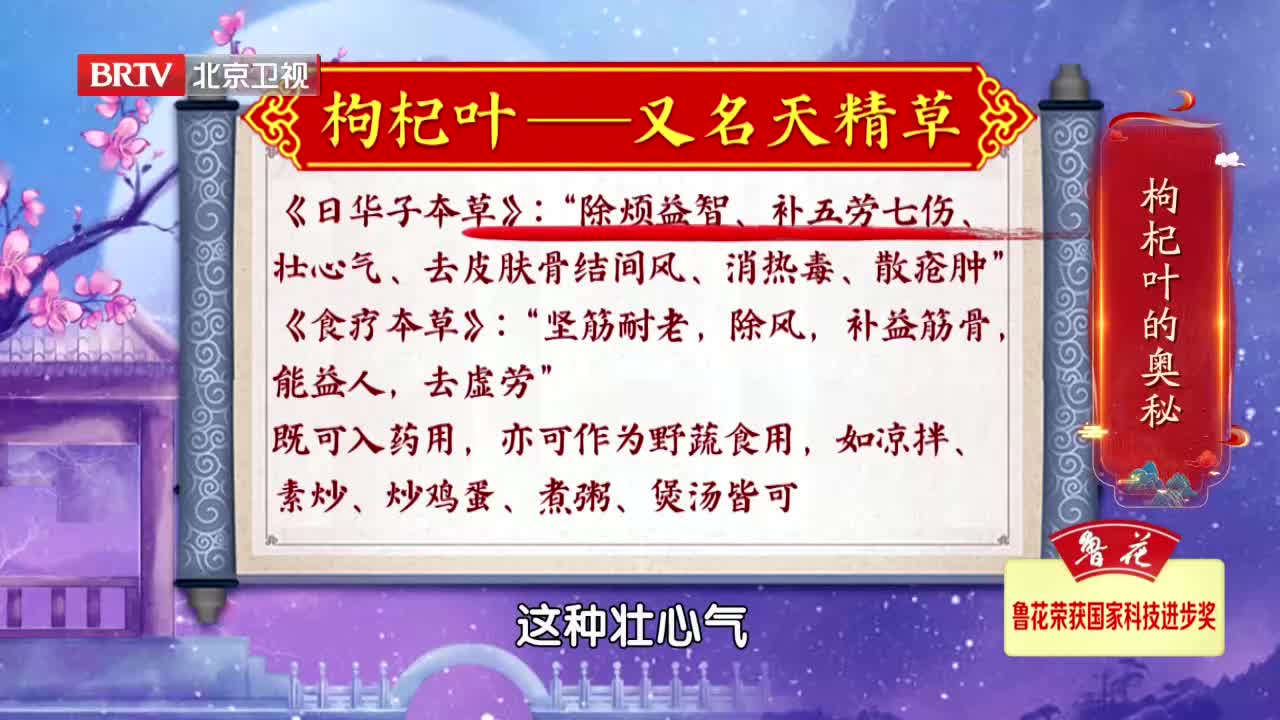 BRTV 北京卫视
枸杞叶——又名天精草
《日华子本草》：“除烦益智、补五劳七伤、
壮心气、去皮肤骨结间风、消热毒、散疮肿”
《食疗本草》：“坚筋耐老，除风，补益筋骨，
能益人，去虚劳”
既可入药用，亦可作为野蔬食用，如凉拌、
素炒、炒鸡蛋、煮粥、煲汤皆可
枸杞叶的奥秘
鲁花
鲁花荣获国家科技进步奖
这种壮心气